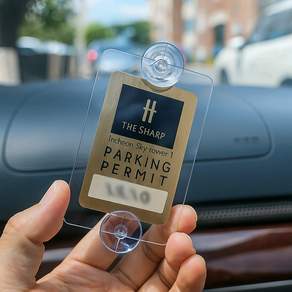 THE SHARP
Incheon Sky tower 1
PARKING
PERMIT